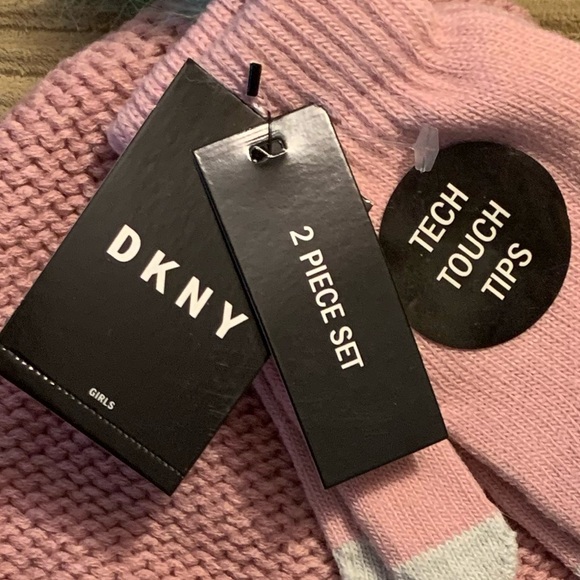 DKNY
GIRLS
2 PIECE SET
TECH
TOUCH
TIPS